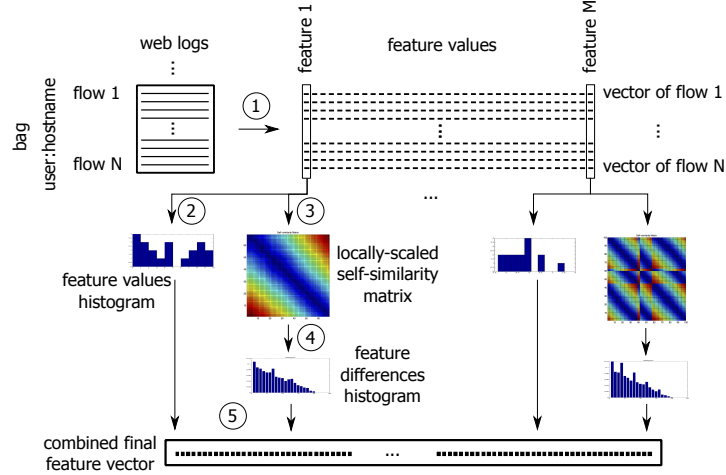 web logs
feature 1
feature values
feature M
...
flow 1
...
flow N
bag
user:hostname
1
...
vector of flow 1
...
vector of flow N
...
2
3
feature values
histogram
locally-scaled
self-similarity
matrix
4
feature
differences
histogram
5
combined final
feature vector
...